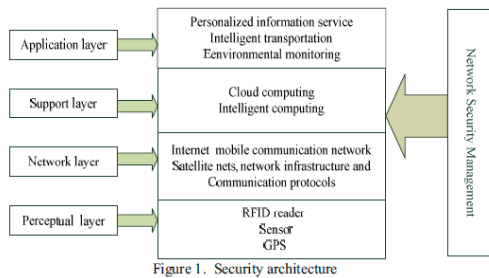 Personalized information service
Application layer
Intelligent transportation
Eenvironmental monitoring
Support layer
Cloud computing
Intelligent computing
Network layer
Internet mobile communication network
Satellite nets, network infrastructure and
Communication protocols
Perceptual layer
RFID reader
Sensor
GPS
Network Security Management
Figure 1. Security architecture